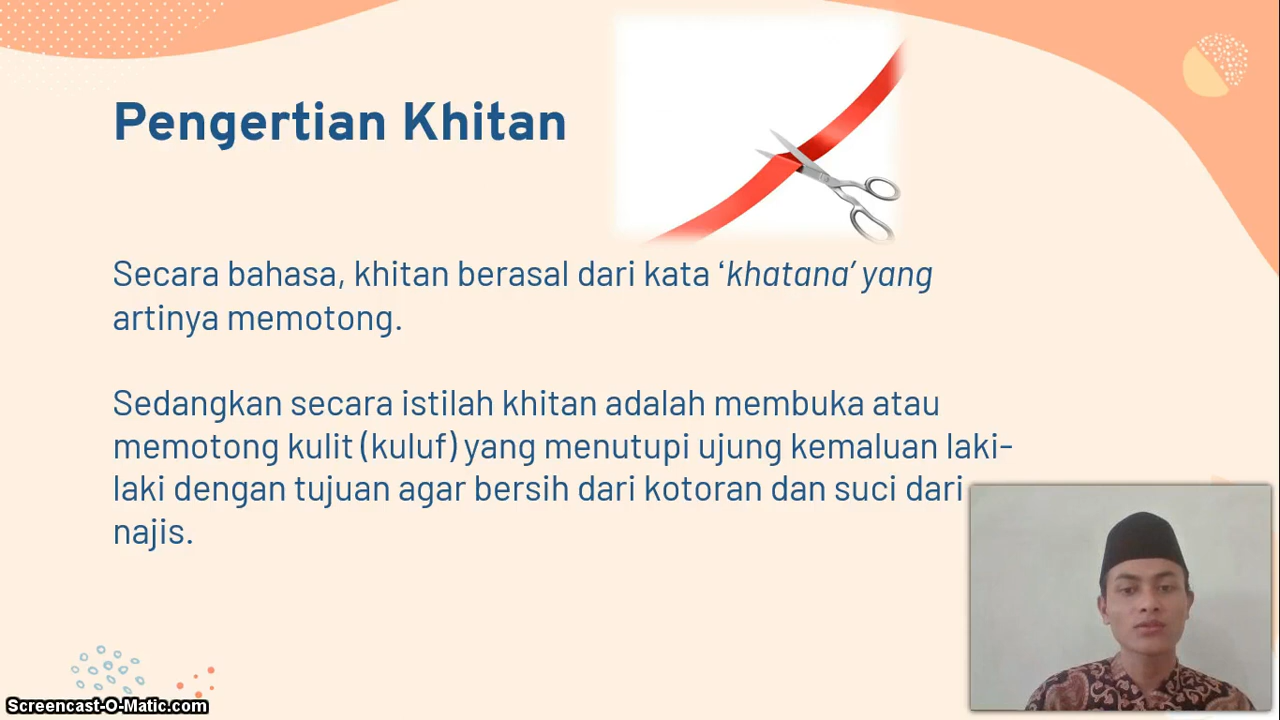 Pengertian Khitan
Secara bahasa, khitan berasal dari kata ‘khatana’ yang
artinya memotong.
Sedangkan secara istilah khitan adalah membuka atau
memotong kulit (kuluf) yang menutupi ujung kemaluan laki-
laki dengan tujuan agar bersih dari kotoran dan suci dari
najis.
Screencast-O-Matic.com